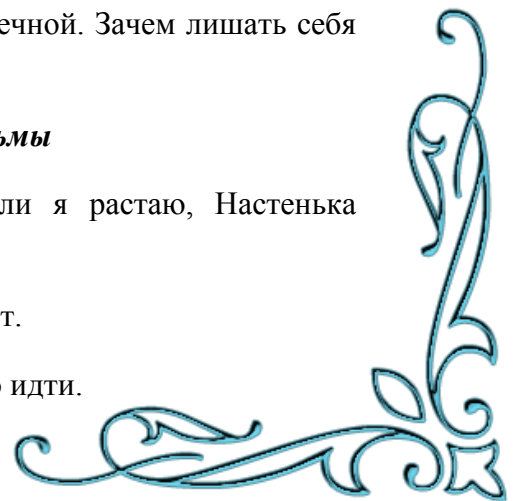 ечной. Зачем лишать себя
ьмы
ли я растаю, Настенька
т.
о идти.